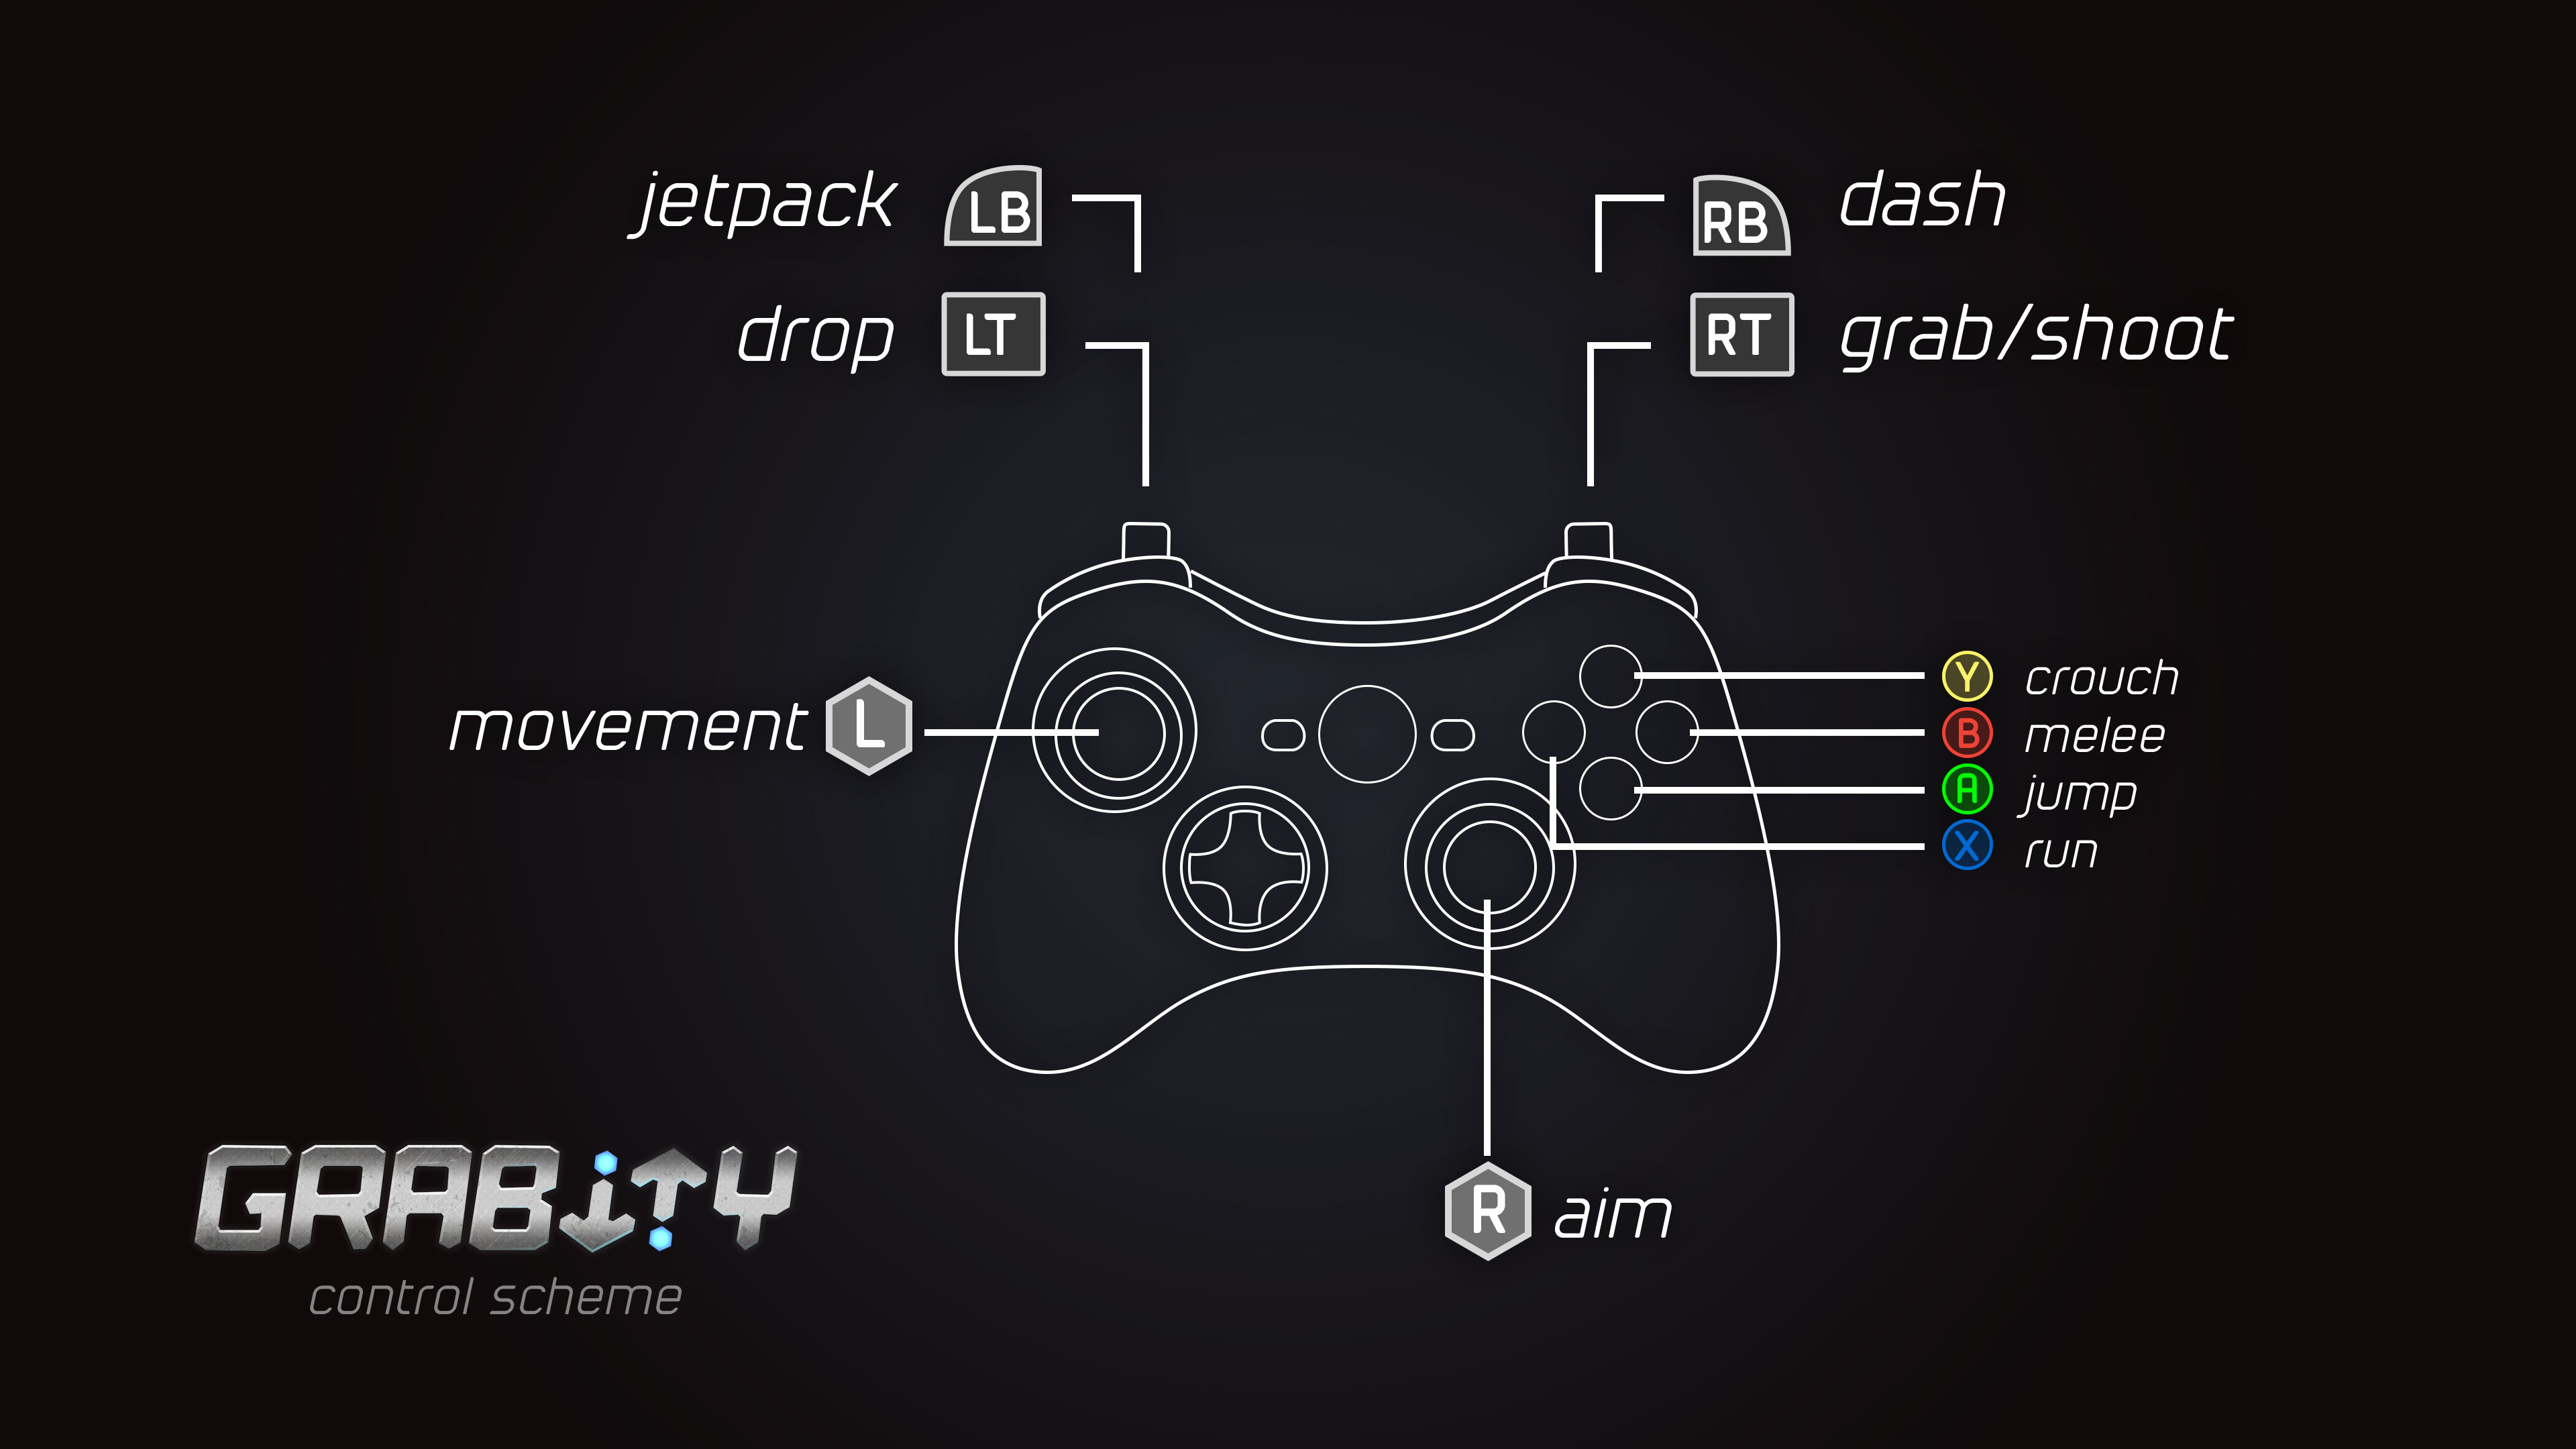 jetpack LB
RB dash
drop LT
RT grab/shoot
movement L
Y crouch
B melee
A jump
X run
R aim
GRABITY
control scheme